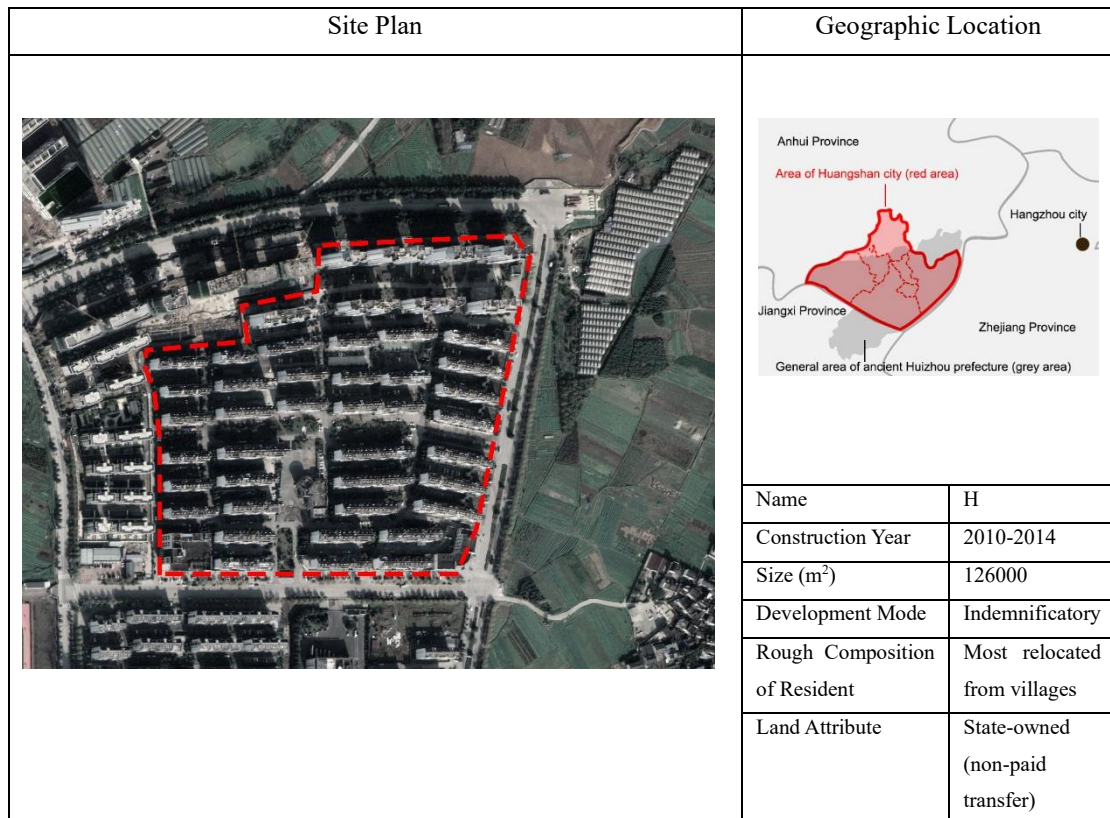 Site Plan
Geographic Location
Anhui Province
Area of Huangshan city (red area)
Hangzhou city
Jiangxi Province
Zhejiang Province
General area of ancient Huizhou prefecture (grey area)
Name H
Construction Year 2010-2014
Size (m²) 126000
Development Mode Indemnificatory
Rough Composition Most relocated
of Resident from villages
Land Attribute State-owned
(non-paid
transfer)